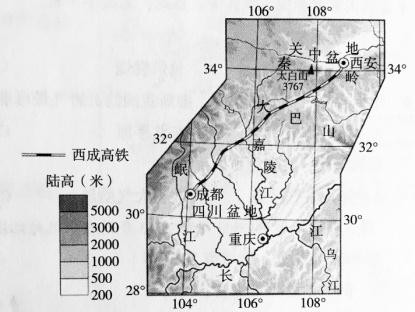 106° 108°
关 中 盆 地
秦 西安
34° 太白山 3767 岭 34°
大 巴 山
32° 嘉 陵 江 32°
西成高铁
岷 江
陆高（米）
成都
四川盆地
5000
3000
2000
1000
500
200
30° 30°
重庆
长 江
乌江
28° 28°
104° 106° 108°